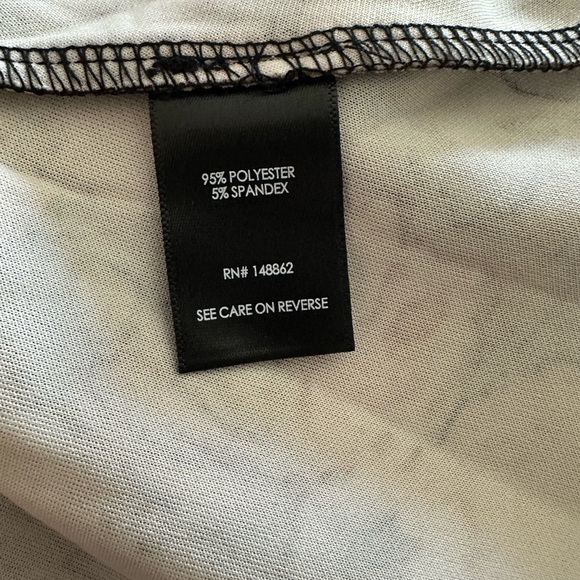 95% POLYESTER
5% SPANDEX
RN# 148862
SEE CARE ON REVERSE